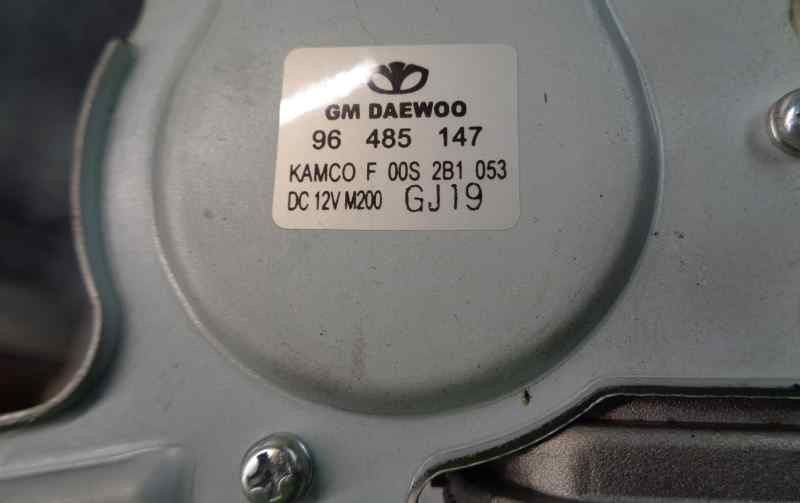 GM DAEWOO
96 485 147
KAMCO F 00S 2B1 053
DC 12V M200 GJ19